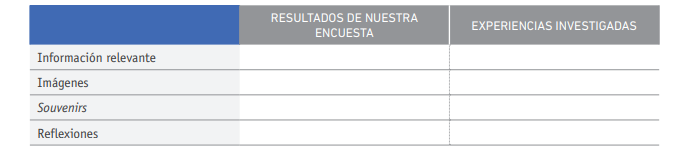 RESULTADOS DE NUESTRA
ENCUESTA
EXPERIENCIAS INVESTIGADAS
Información relevante
Imágenes
Souvenirs
Reflexiones